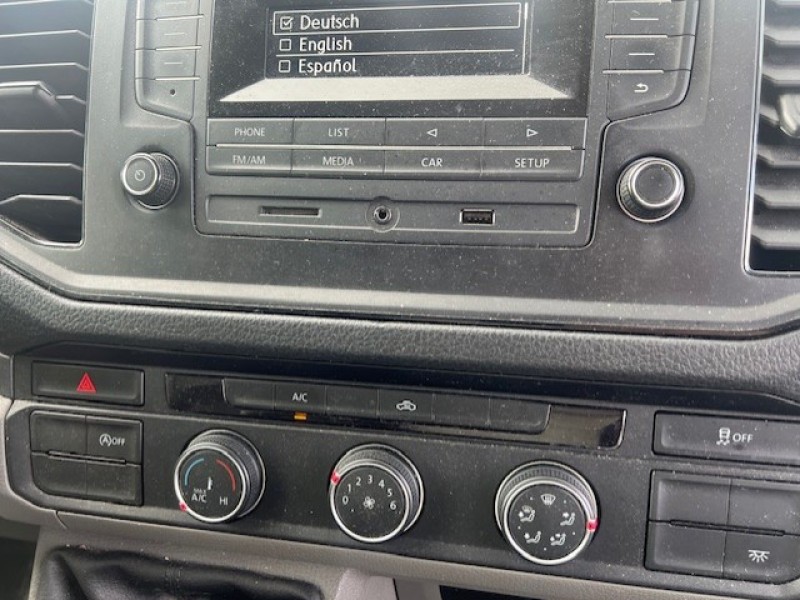 Deutsch
English
Español
PHONE LIST
FM/AM MEDIA CAR SETUP
A/C
OFF
OFF
MAX
A/C HI
0 1 2 3 4 5 6